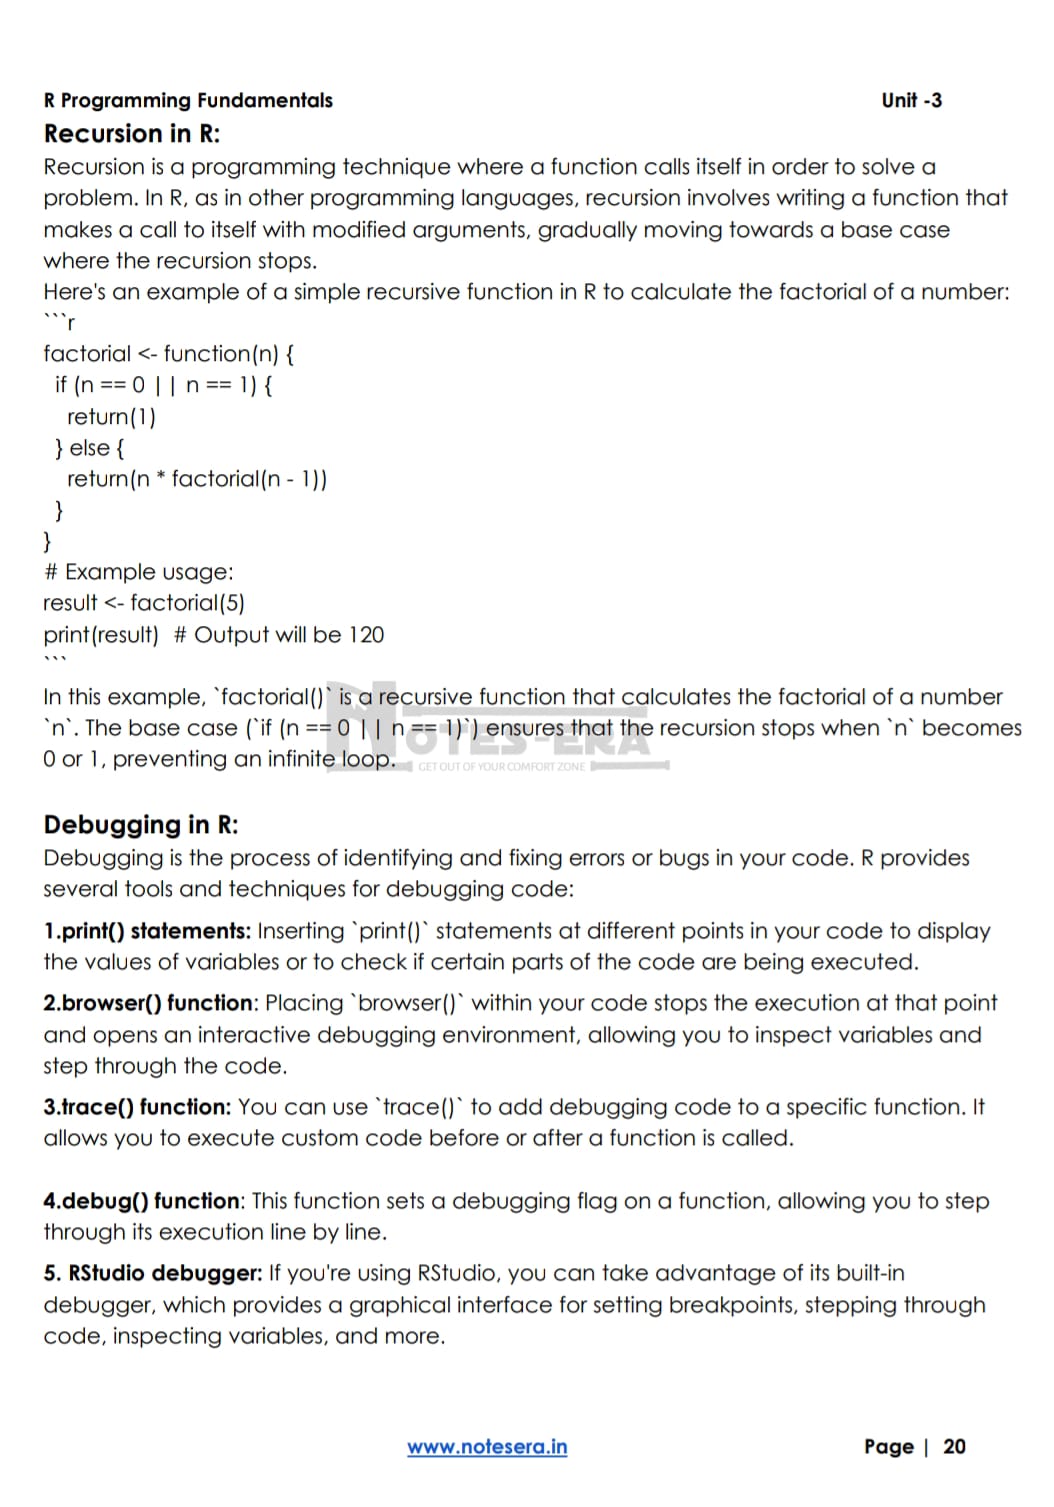 R Programming Fundamentals Unit -3
Recursion in R:
Recursion is a programming technique where a function calls itself in order to solve a
problem. In R, as in other programming languages, recursion involves writing a function that
makes a call to itself with modified arguments, gradually moving towards a base case
where the recursion stops.
Here's an example of a simple recursive function in R to calculate the factorial of a number:
```r
factorial <- function(n) {
  if (n == 0 || n == 1) {
    return(1)
  } else {
    return(n * factorial(n - 1))
  }
}
# Example usage:
result <- factorial(5)
print(result)  # Output will be 120
```
In this example, `factorial()` is a recursive function that calculates the factorial of a number
`n`. The base case (`if (n == 0 || n == 1)`) ensures that the recursion stops when `n` becomes
0 or 1, preventing an infinite loop.
NOTES-ERA
GET OUT OF YOUR COMFORT ZONE
Debugging in R:
Debugging is the process of identifying and fixing errors or bugs in your code. R provides
several tools and techniques for debugging code:
1.print() statements: Inserting `print()` statements at different points in your code to display
the values of variables or to check if certain parts of the code are being executed.
2.browser() function: Placing `browser()` within your code stops the execution at that point
and opens an interactive debugging environment, allowing you to inspect variables and
step through the code.
3.trace() function: You can use `trace()` to add debugging code to a specific function. It
allows you to execute custom code before or after a function is called.
4.debug() function: This function sets a debugging flag on a function, allowing you to step
through its execution line by line.
5. RStudio debugger: If you're using RStudio, you can take advantage of its built-in
debugger, which provides a graphical interface for setting breakpoints, stepping through
code, inspecting variables, and more.
www.notesera.in Page | 20